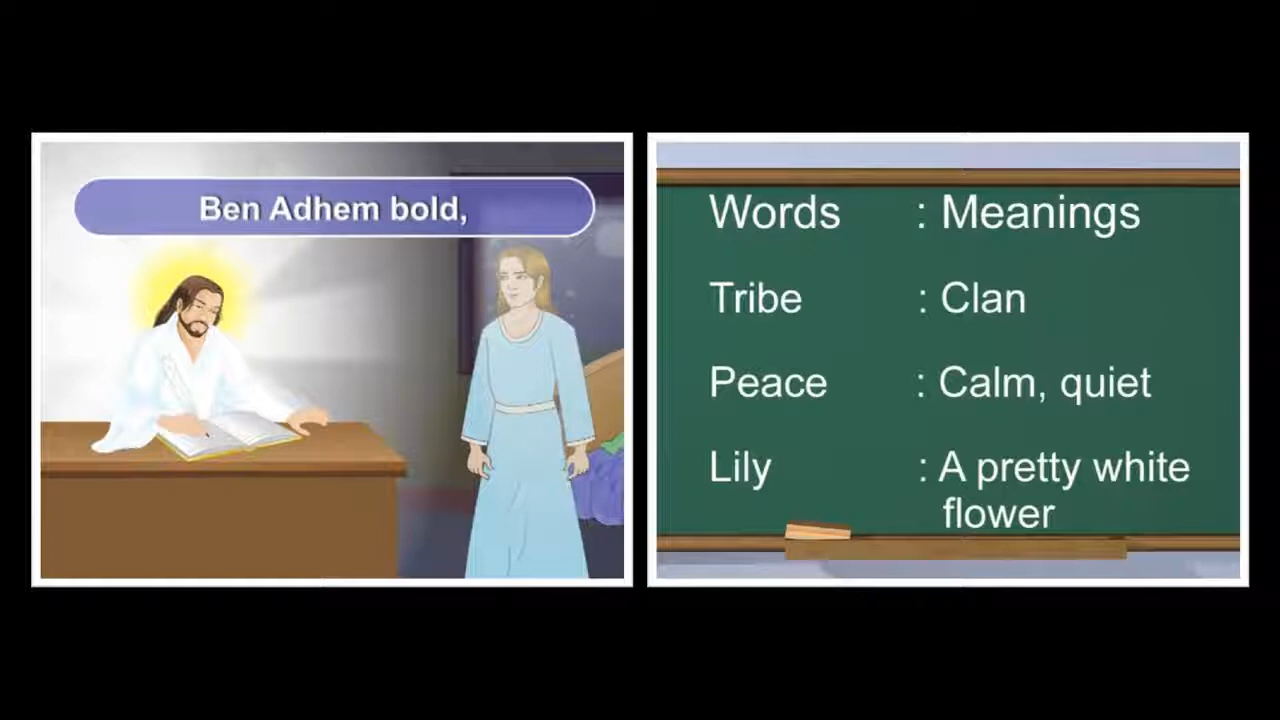 Ben Adhem bold,
Words : Meanings
Tribe : Clan
Peace : Calm, quiet
Lily : A pretty white
flower